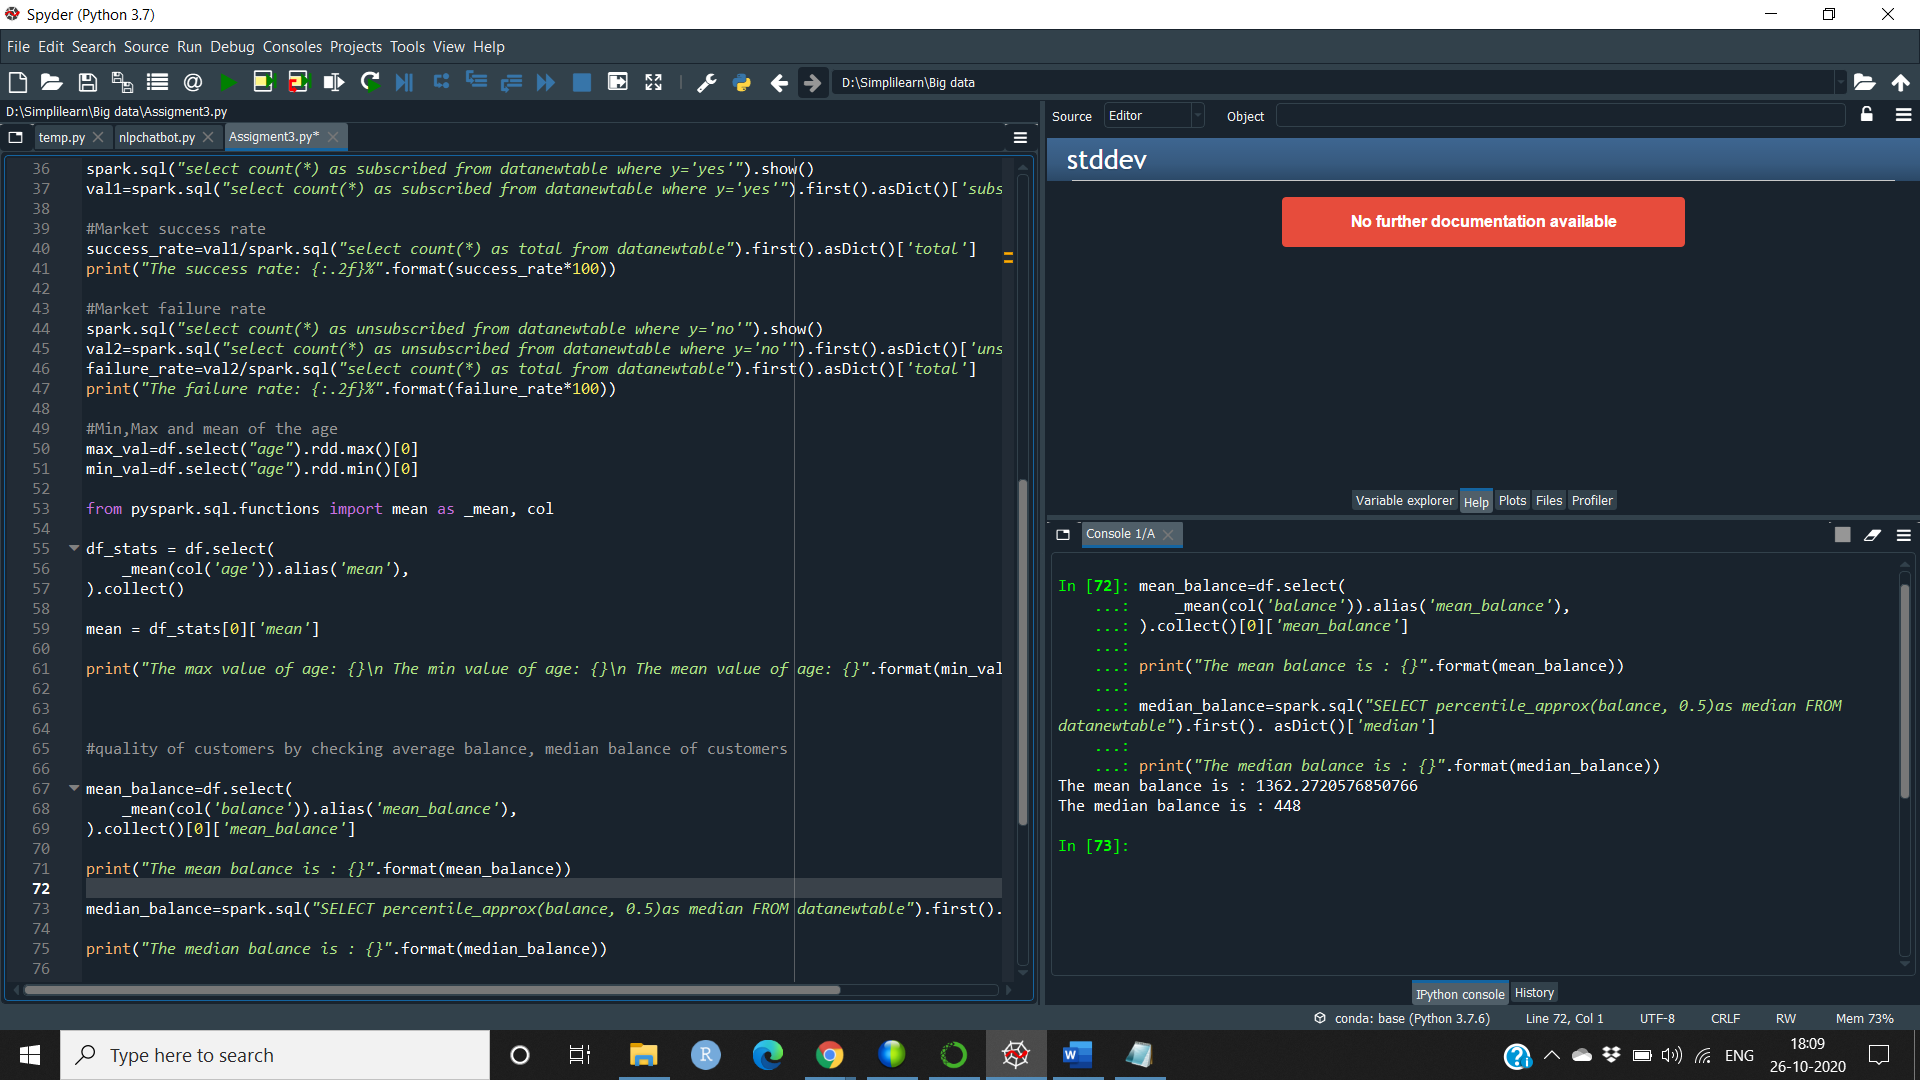 Spyder (Python 3.7)
File Edit Search Source Run Debug Consoles Projects Tools View Help
D:\Simplilearn\Big data
D:\Simplilearn\Big data\Assigment3.py
temp.py nlpchatbot.py Assigment3.py*
36 spark.sql("select count(*) as subscribed from datanewtable where y='yes'").show()
37 val1=spark.sql("select count(*) as subscribed from datanewtable where y='yes'").first().asDict()['subs
38
39 #Market success rate
40 success_rate=val1/spark.sql("select count(*) as total from datanewtable").first().asDict()['total']
41 print("The success rate: {:.2f}%".format(success_rate*100))
42
43 #Market failure rate
44 spark.sql("select count(*) as unsubscribed from datanewtable where y='no'").show()
45 val2=spark.sql("select count(*) as unsubscribed from datanewtable where y='no'").first().asDict()['uns
46 failure_rate=val2/spark.sql("select count(*) as total from datanewtable").first().asDict()['total']
47 print("The failure rate: {:.2f}%".format(failure_rate*100))
48
49 #Min,Max and mean of the age
50 max_val=df.select("age").rdd.max()[0]
51 min_val=df.select("age").rdd.min()[0]
52
53 from pyspark.sql.functions import mean as _mean, col
54
55 df_stats = df.select(
56     _mean(col('age')).alias('mean'),
57 ).collect()
58
59 mean = df_stats[0]['mean']
60
61 print("The max value of age: {}\n The min value of age: {}\n The mean value of age: {}".format(min_val
62
63
64
65 #quality of customers by checking average balance, median balance of customers
66
67 mean_balance=df.select(
68     _mean(col('balance')).alias('mean_balance'),
69 ).collect()[0]['mean_balance']
70
71 print("The mean balance is : {}".format(mean_balance))
72
73 median_balance=spark.sql("SELECT percentile_approx(balance, 0.5)as median FROM datanewtable").first().
74
75 print("The median balance is : {}".format(median_balance))
76
Source Editor Object
stddev
No further documentation available
Variable explorer Help Plots Files Profiler
Console 1/A
In [72]: mean_balance=df.select(
...:     _mean(col('balance')).alias('mean_balance'),
...: ).collect()[0]['mean_balance']
...:
...: print("The mean balance is : {}".format(mean_balance))
...:
...: median_balance=spark.sql("SELECT percentile_approx(balance, 0.5)as median FROM
datanewtable").first(). asDict()['median']
...:
...: print("The median balance is : {}".format(median_balance))
The mean balance is : 1362.2720576850766
The median balance is : 448
In [73]:
IPython console History
conda: base (Python 3.7.6) Line 72, Col 1 UTF-8 CRLF RW Mem 73%
Type here to search
ENG
18:09
26-10-2020